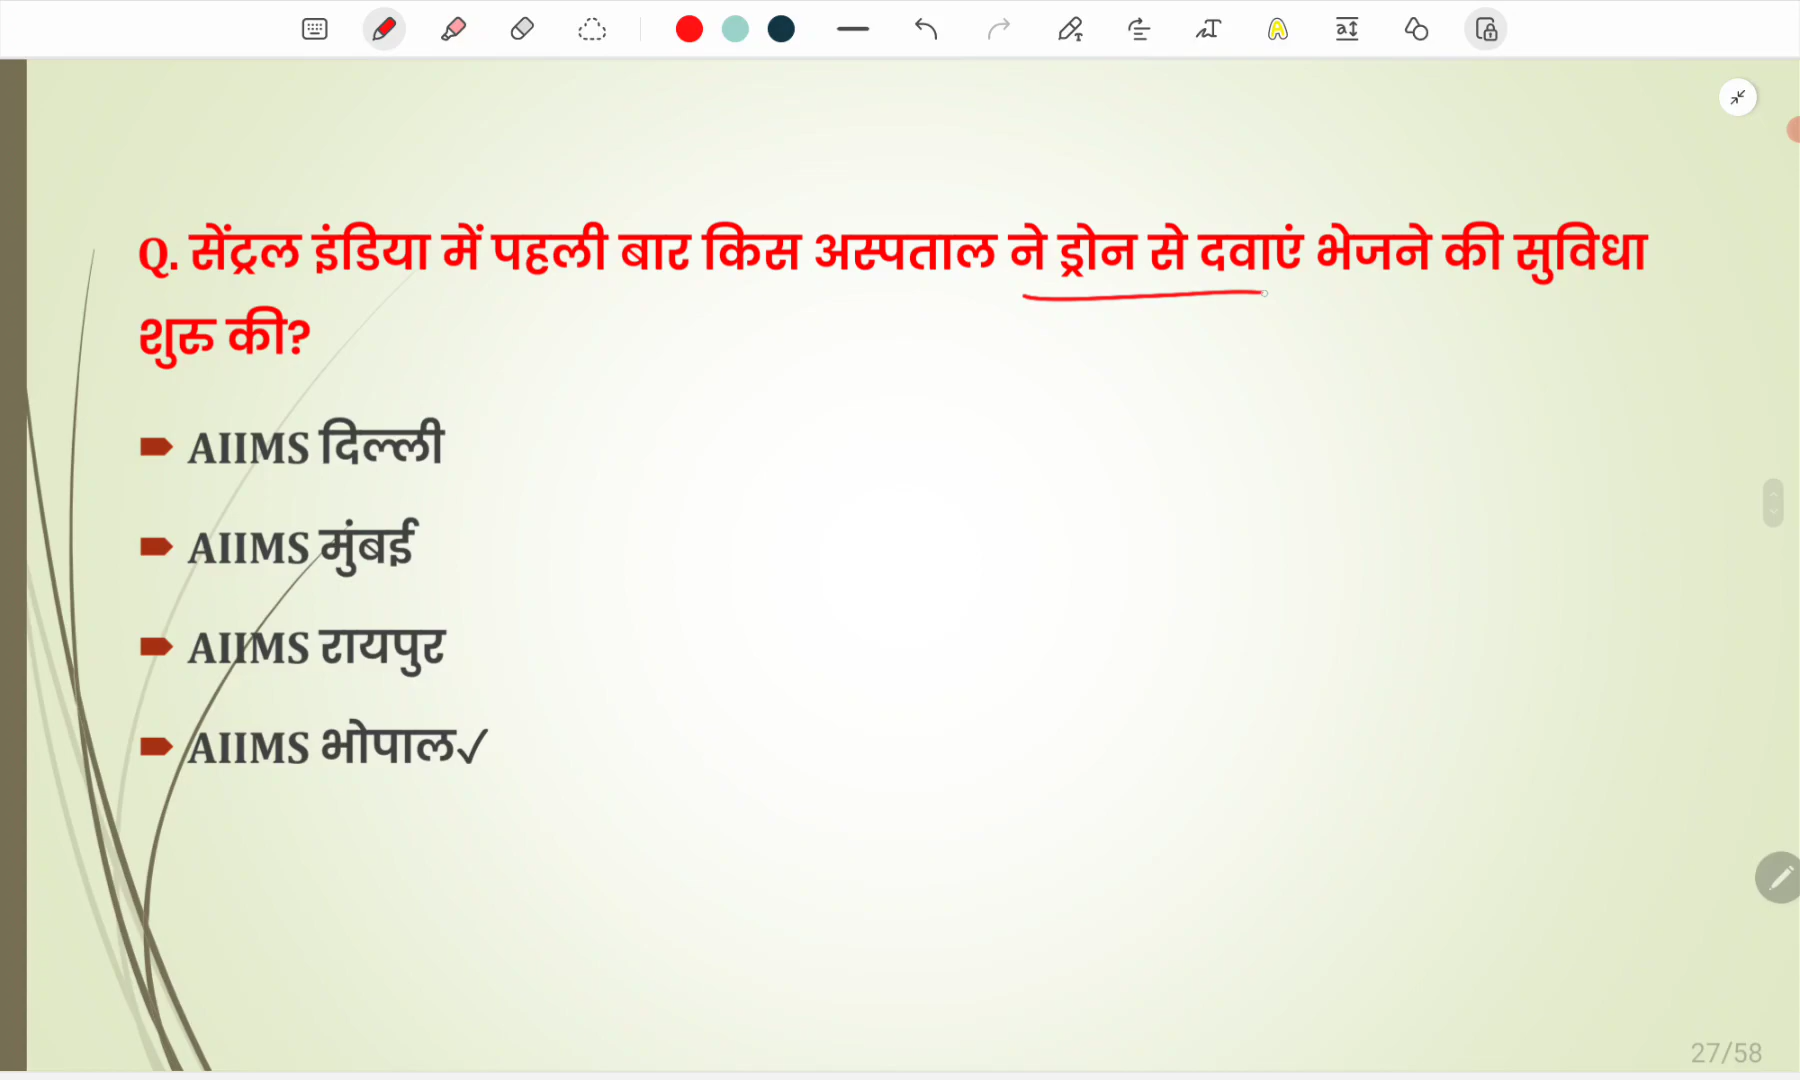 Q. सेंट्रल इंडिया में पहली बार किस अस्पताल ने ड्रोन से दवाएं भेजने की सुविधा
शुरु की?
AIIMS दिल्ली
AIIMS मुंबई
AIIMS रायपुर
AIIMS भोपाल✓
27/58